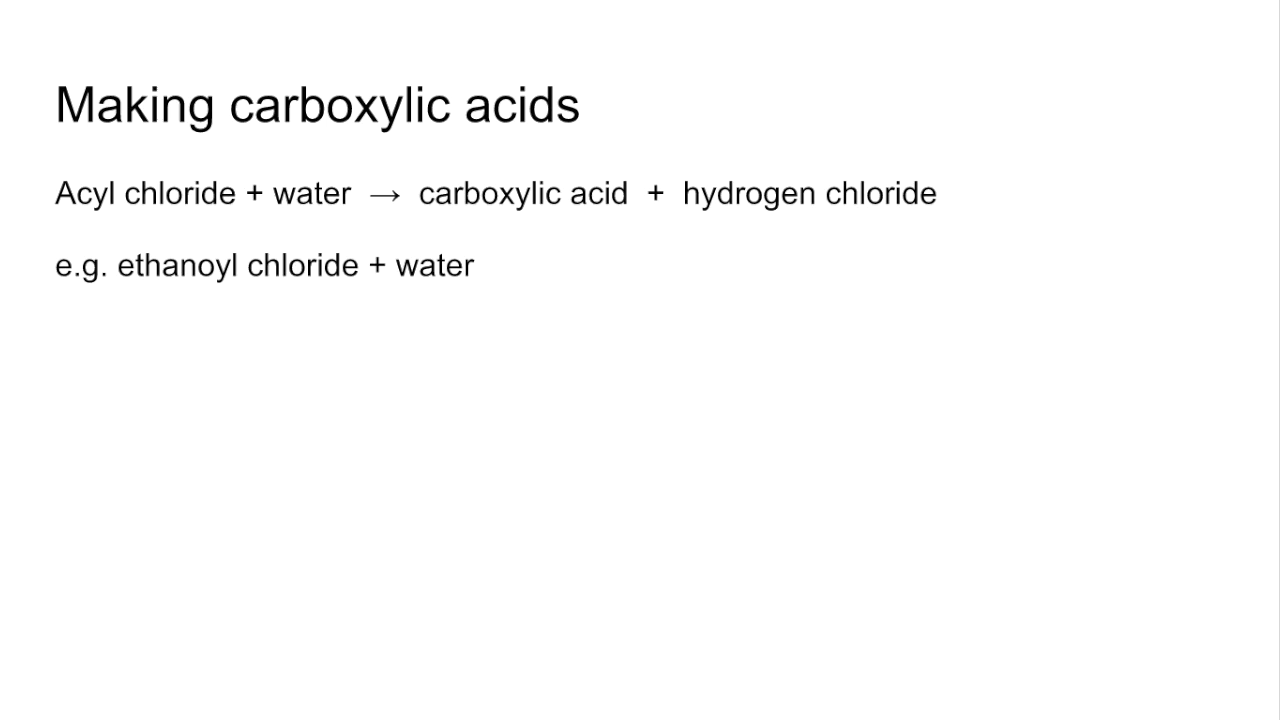 Making carboxylic acids
Acyl chloride + water → carboxylic acid + hydrogen chloride
e.g. ethanoyl chloride + water